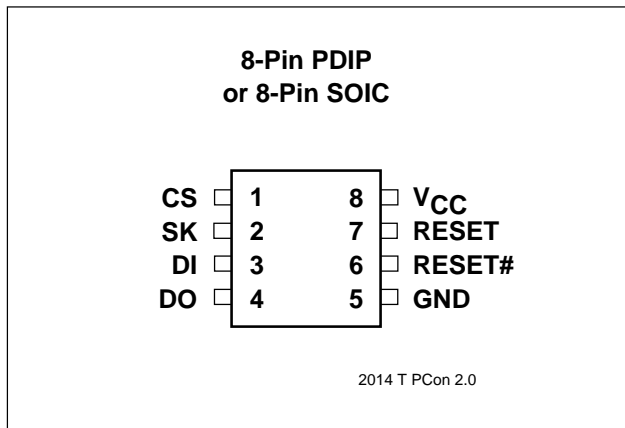 8-Pin PDIP
or 8-Pin SOIC
CS 1 8 VCC
SK 2 7 RESET
DI 3 6 RESET#
DO 4 5 GND
2014 T PCon 2.0